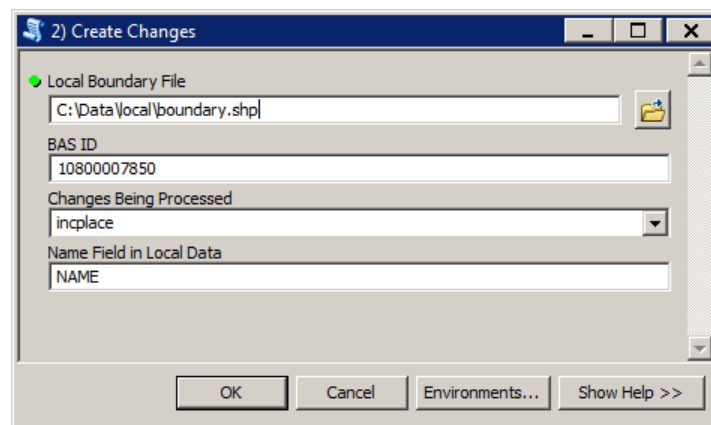 2) Create Changes
Local Boundary File
C:\Data\local\boundary.shp
BAS ID
10800007850
Changes Being Processed
incplace
Name Field in Local Data
NAME
OK Cancel Environments... Show Help >>